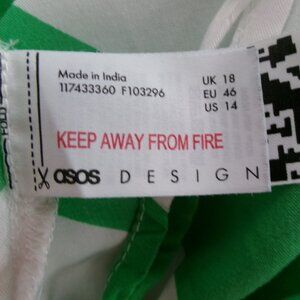 Made in India
117433360 F103296
UK 18
EU 46
US 14
KEEP AWAY FROM FIRE
asos DESIGN